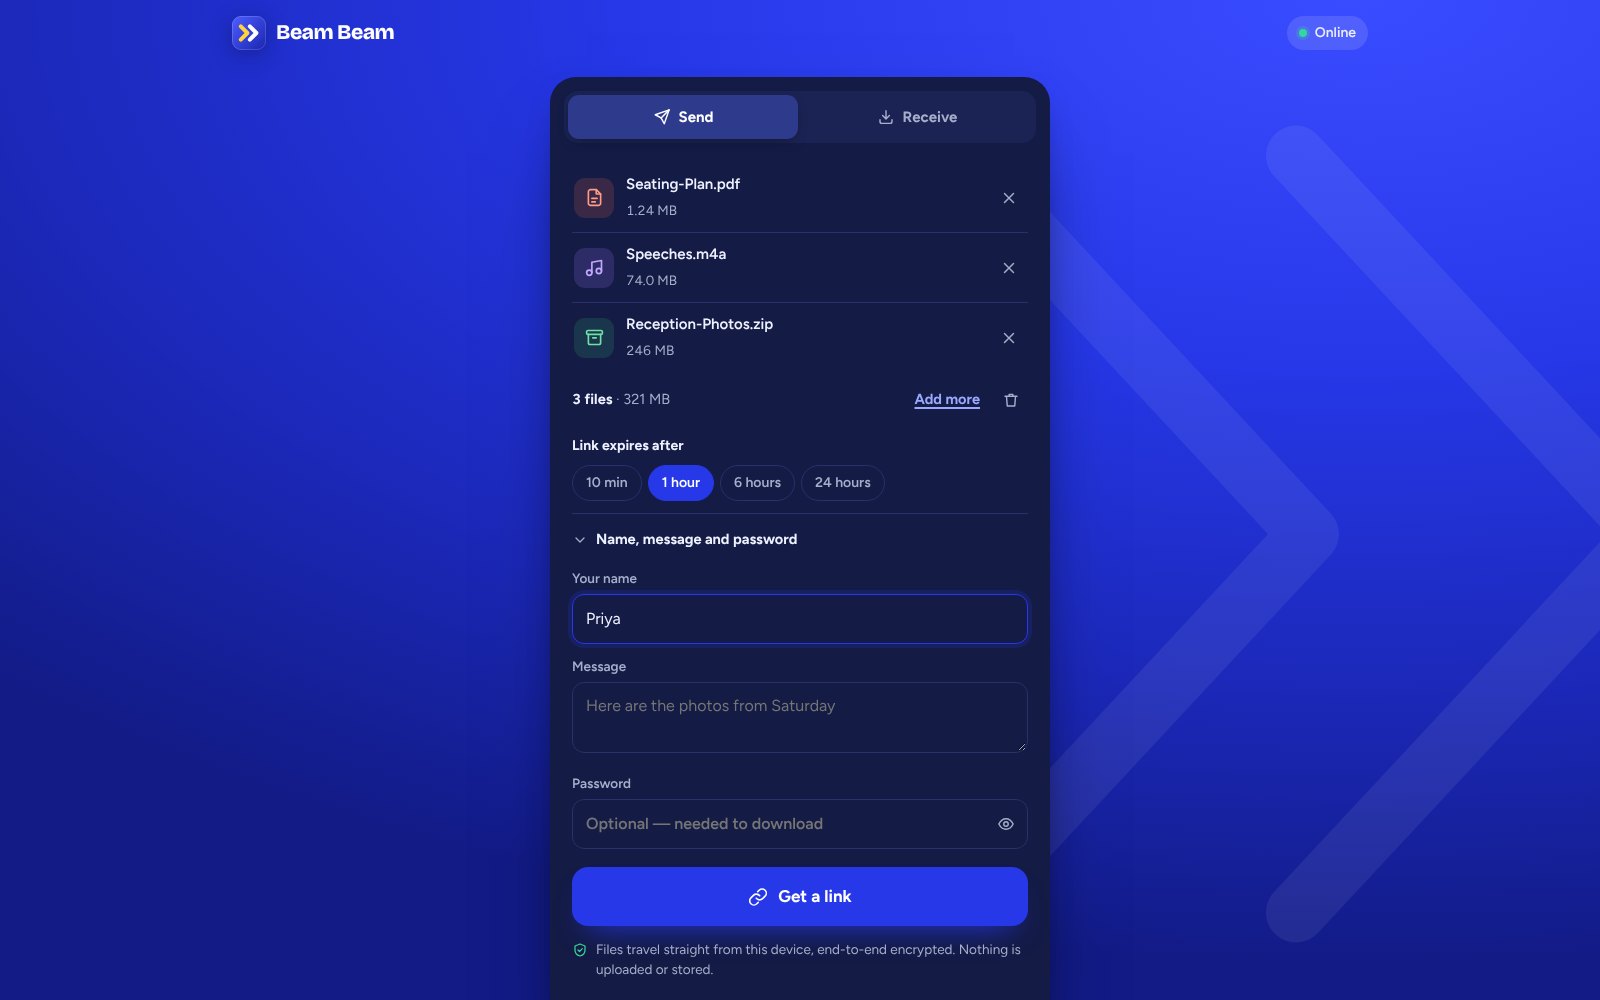 Beam Beam
Online
Send
Receive
Seating-Plan.pdf
1.24 MB
Speeches.m4a
74.0 MB
Reception-Photos.zip
246 MB
3 files · 321 MB
Add more
Link expires after
10 min
1 hour
6 hours
24 hours
Name, message and password
Your name
Priya
Message
Here are the photos from Saturday
Password
Optional — needed to download
Get a link
Files travel straight from this device, end-to-end encrypted. Nothing is
uploaded or stored.